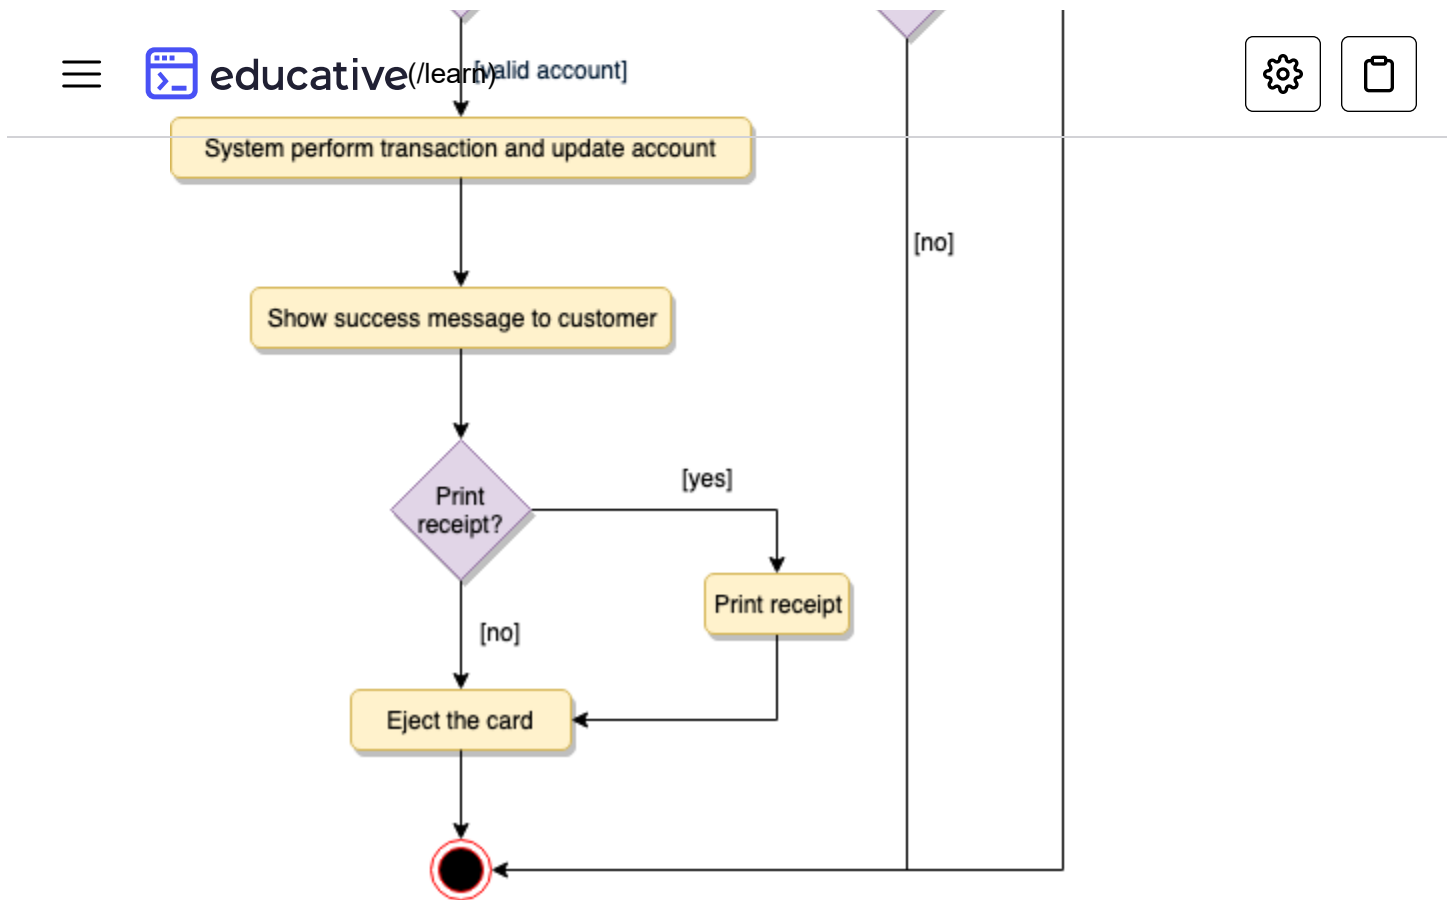 educative(/learn)
[valid account]
System perform transaction and update account
[no]
Show success message to customer
[yes]
Print
receipt?
Print receipt
[no]
Eject the card